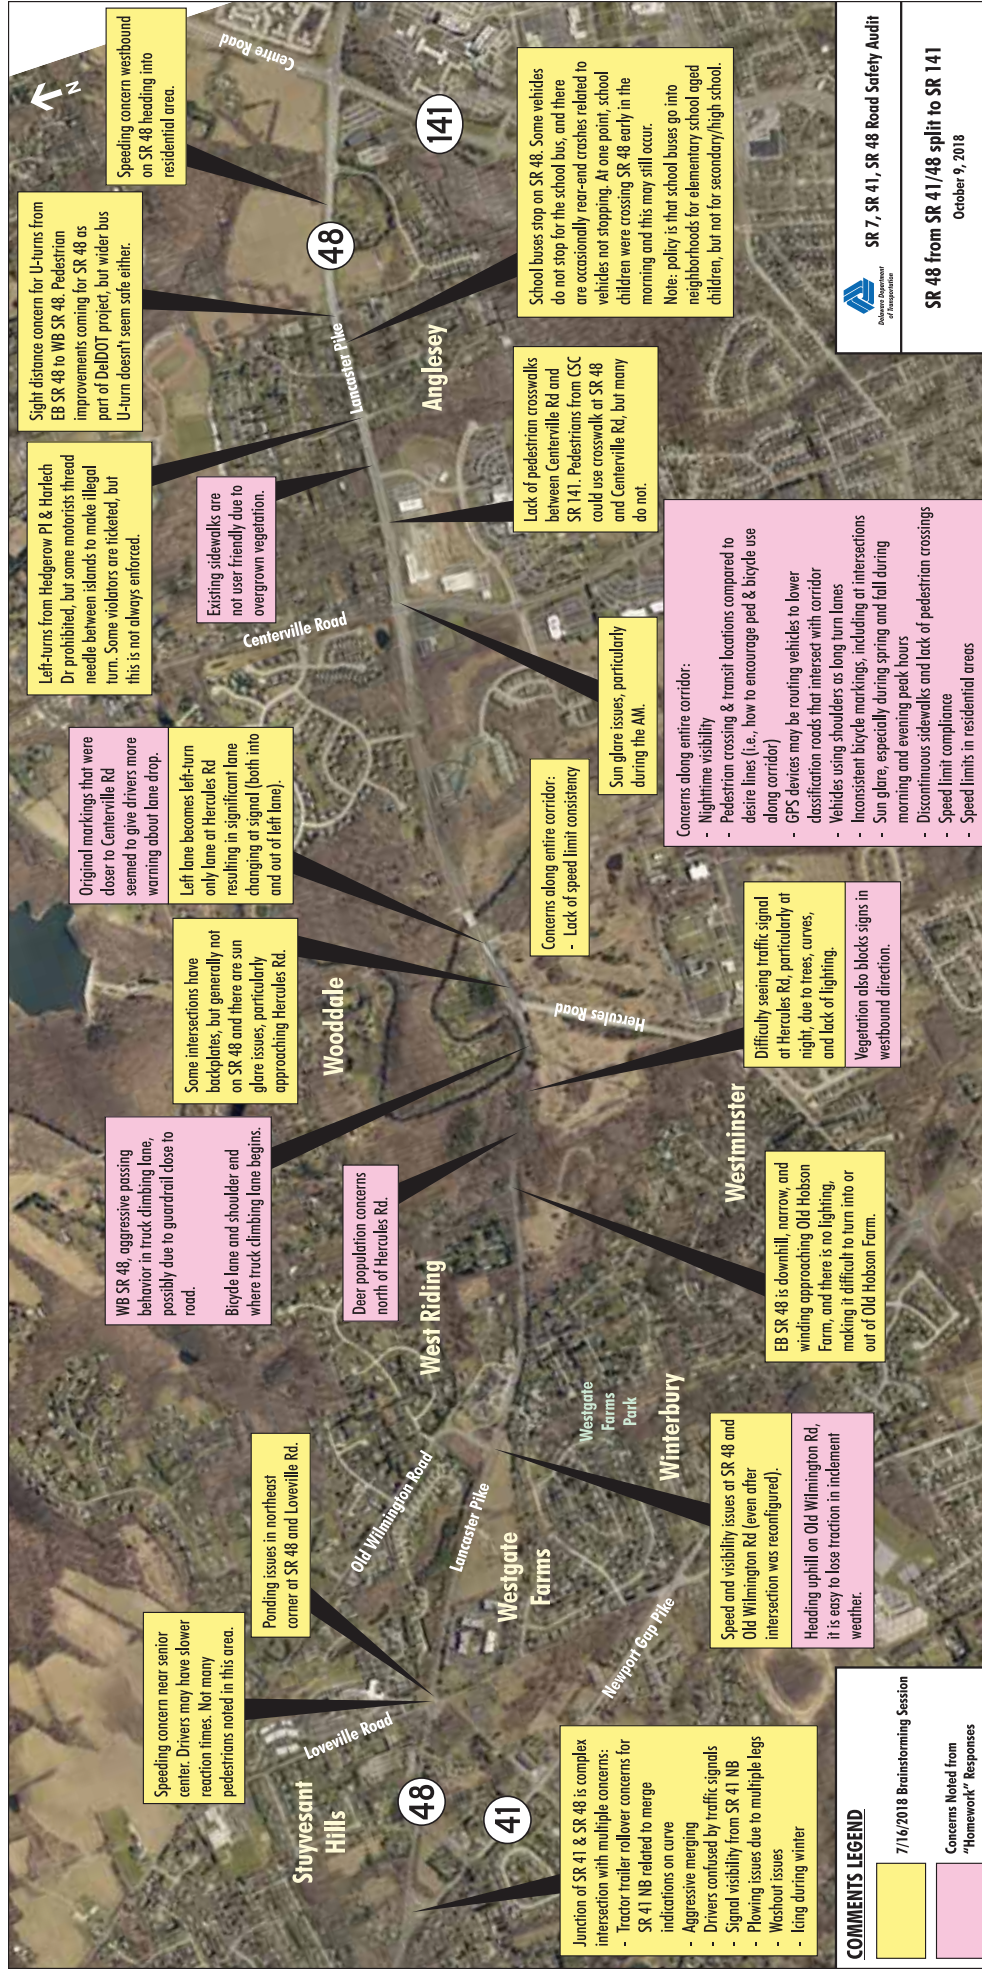 Speeding concern near senior
center. Drivers may have slower
reaction times. Not many
pedestrians noted in this area.
Ponding issues in northeast
corner at SR 48 and Loveville Rd.
WB SR 48, aggressive passing
behavior in truck climbing lane,
possibly due to guardrail close to
road.
Bicycle lane and shoulder end
where truck climbing lane begins.
Deer population concerns
north of Hercules Rd.
Some intersections have
backplates, but generally not
on SR 48 and there are sun
glare issues, particularly
approaching Hercules Rd.
Original markings that were
closer to Centerville Rd
seemed to give drivers more
warning about lane drop.
Left lane becomes left-turn
only lane at Hercules Rd
resulting in significant lane
changing at signal (both into
and out of left lane).
Left-turns from Hedgerow Pl & Harlech
Dr prohibited, but some motorists thread
needle between islands to make illegal
turn. Some violators are ticketed, but
this is not always enforced.
Existing sidewalks are
not user friendly due to
overgrown vegetation.
Sight distance concern for U-turns from
EB SR 48 to WB SR 48. Pedestrian
improvements coming for SR 48 as
part of DelDOT project, but wider bus
U-turn doesn't seem safe either.
Speeding concern westbound
on SR 48 heading into
residential area.
N
Centre Road
141
48
Lancaster Pike
Anglesey
Centerville Road
Wooddale
Hercules Road
Westminster
West Riding
Westgate
Farms
Park
Winterbury
Old Wilmington Road
Lancaster Pike
Westgate
Farms
Newport Gap Pike
Loveville Road
Stuyvesant
Hills
48
41
Junction of SR 41 & SR 48 is complex
intersection with multiple concerns:
- Tractor trailer rollover concerns for
SR 41 NB related to merge
indications on curve
- Aggressive merging
- Drivers confused by traffic signals
- Signal visibility from SR 41 NB
- Plowing issues due to multiple legs
- Washout issues
- Icing during winter
Speed and visibility issues at SR 48 and
Old Wilmington Rd (even after
intersection was reconfigured).
Heading uphill on Old Wilmington Rd,
it is easy to lose traction in inclement
weather.
EB SR 48 is downhill, narrow, and
winding approaching Old Hobson
Farm, and there is no lighting,
making it difficult to turn into or
out of Old Hobson Farm.
Difficulty seeing traffic signal
at Hercules Rd, particularly at
night, due to trees, curves,
and lack of lighting.
Vegetation also blocks signs in
westbound direction.
Concerns along entire corridor:
- Lack of speed limit consistency
Sun glare issues, particularly
during the AM.
Lack of pedestrian crosswalks
between Centerville Rd and
SR 141. Pedestrians from CSC
could use crosswalk at SR 48
and Centerville Rd, but many
do not.
School buses stop on SR 48. Some vehicles
do not stop for the school bus, and there
are occasionally rear-end crashes related to
vehicles not stopping. At one point, school
children were crossing SR 48 early in the
morning and this may still occur.
Note: policy is that school buses go into
neighborhoods for elementary school aged
children, but not for secondary/high school.
Concerns along entire corridor:
- Nighttime visibility
- Pedestrian crossing & transit locations compared to
desire lines (i.e., how to encourage ped & bicycle use
along corridor)
- GPS devices may be routing vehicles to lower
classification roads that intersect with corridor
- Vehicles using shoulders as long turn lanes
- Inconsistent bicycle markings, including at intersections
- Sun glare, especially during spring and fall during
morning and evening peak hours
- Discontinuous sidewalks and lack of pedestrian crossings
- Speed limit compliance
- Speed limits in residential areas
COMMENTS LEGEND
7/16/2018 Brainstorming Session
Concerns Noted from
"Homework" Responses
Delaware Department
of Transportation
SR 7, SR 41, SR 48 Road Safety Audit
SR 48 from SR 41/48 split to SR 141
October 9, 2018